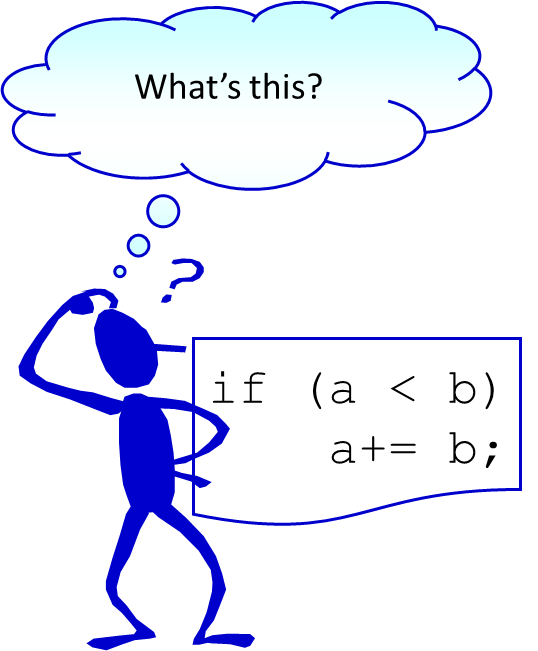 What’s this?
?
if (a < b)
a+= b;